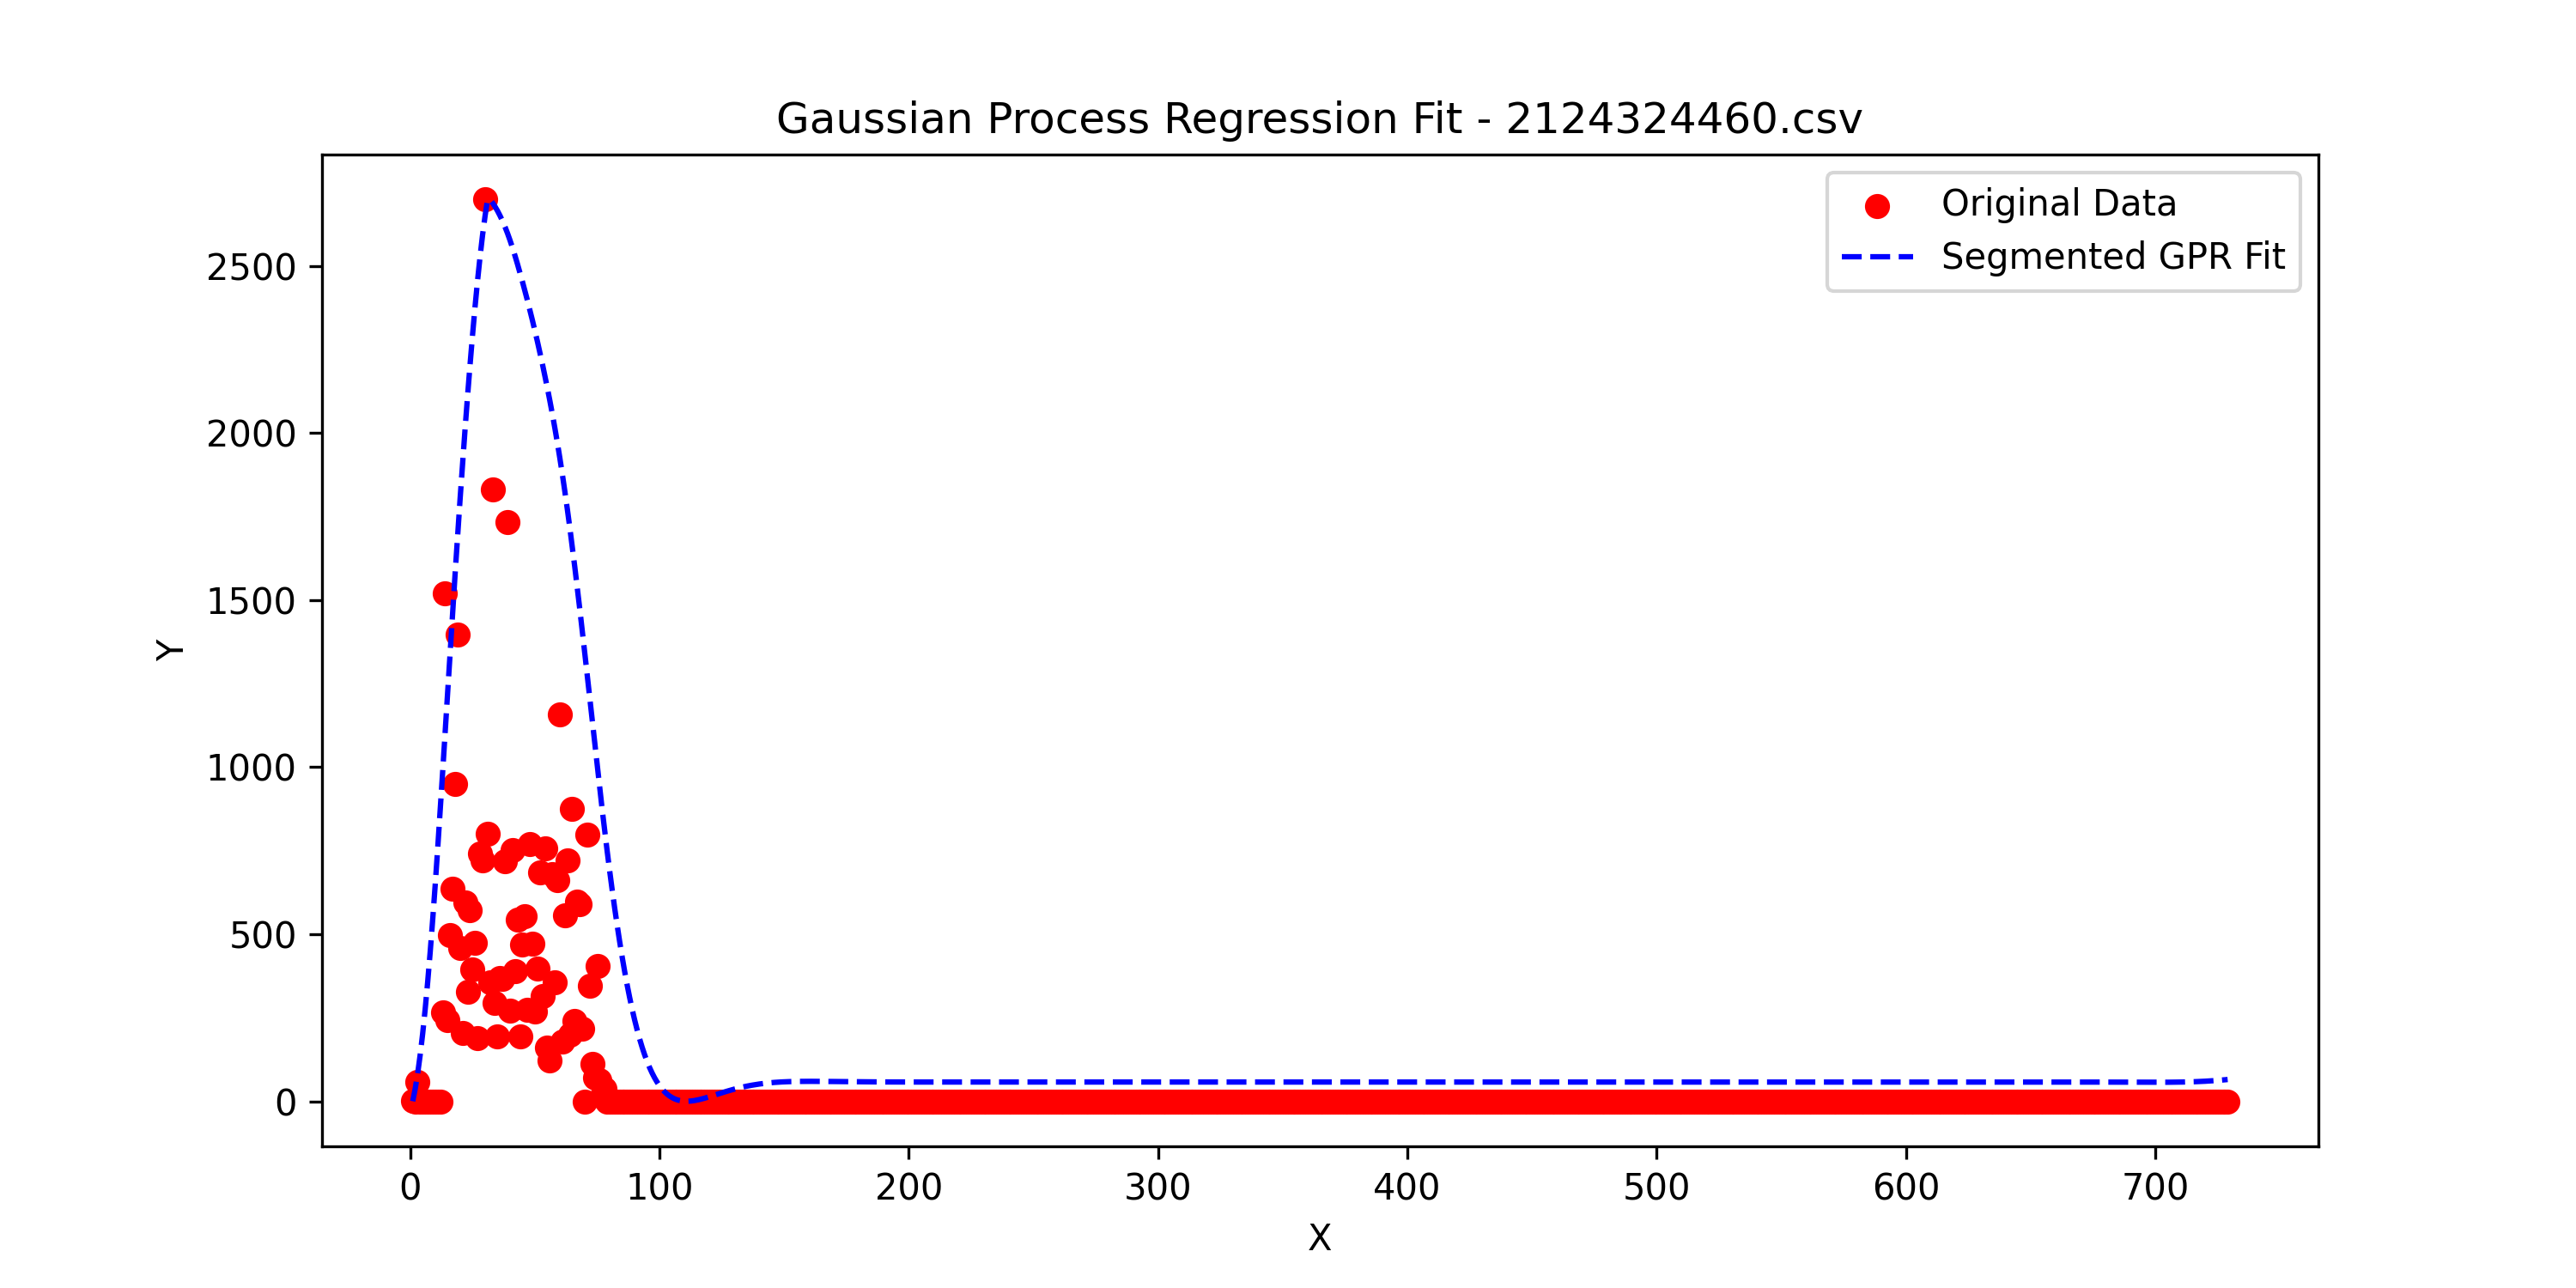 Gaussian Process Regression Fit - 2124324460.csv
Original Data
Segmented GPR Fit
2500
2000
1500
1000
500
0
Y
0 100 200 300 400 500 600 700
X